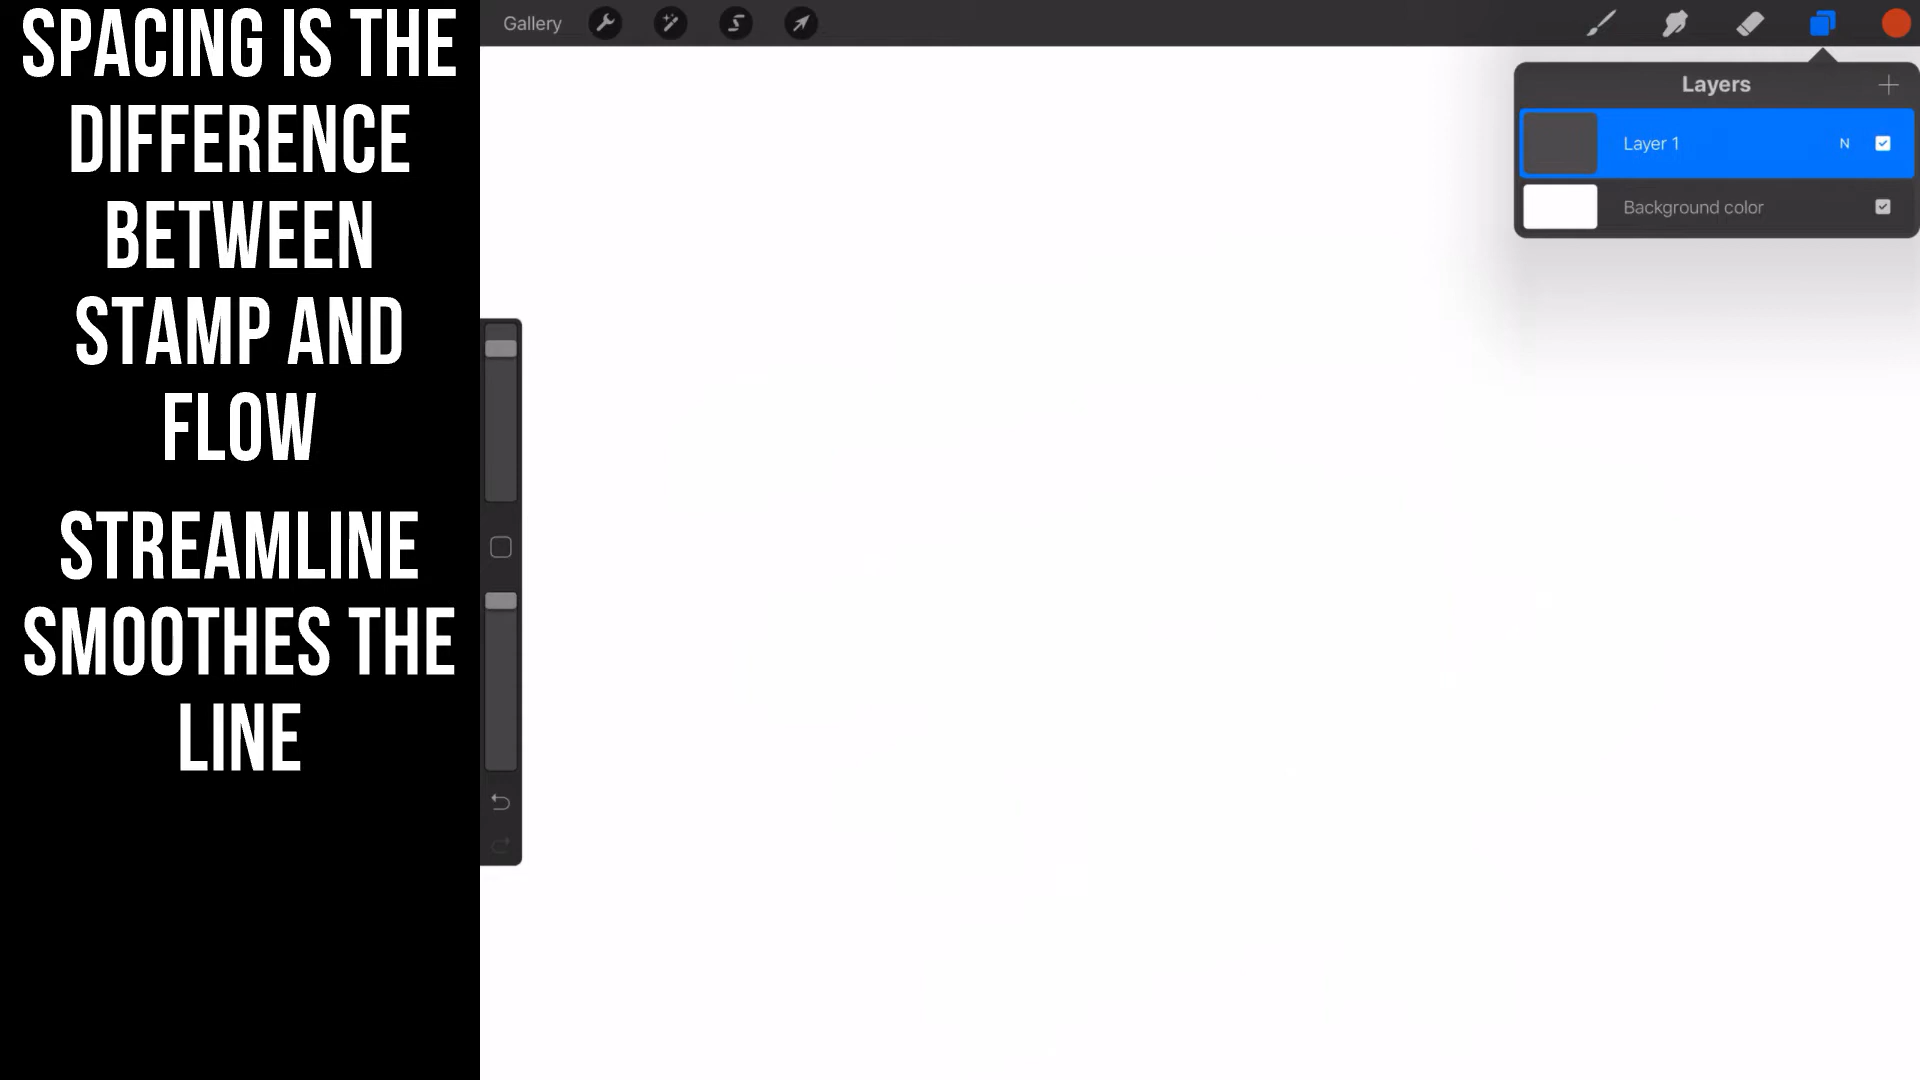 SPACING IS THE
DIFFERENCE
BETWEEN
STAMP AND
FLOW
STREAMLINE
SMOOTHES THE
LINE
Gallery
Layers
Layer 1 N
Background color